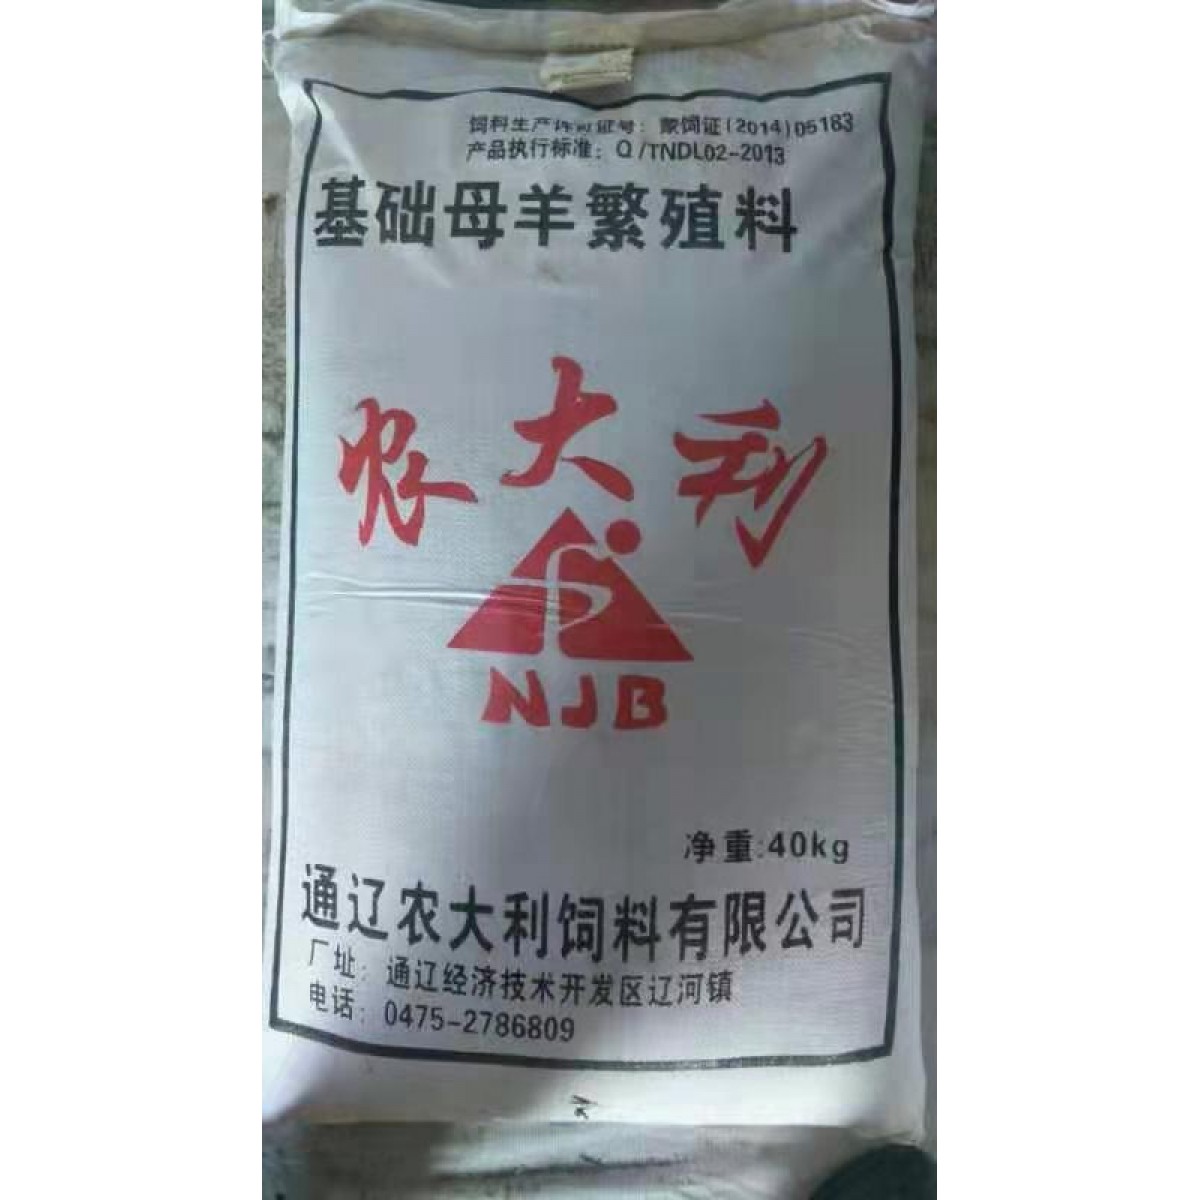 饲料生产许可证号：蒙饲证(2014)05183
产品执行标准：Q/TNDL02-2013
基础母羊繁殖料
农大利
NJB
净重:40kg
通辽农大利饲料有限公司
厂址：通辽经济技术开发区辽河镇
电话：0475-2786809